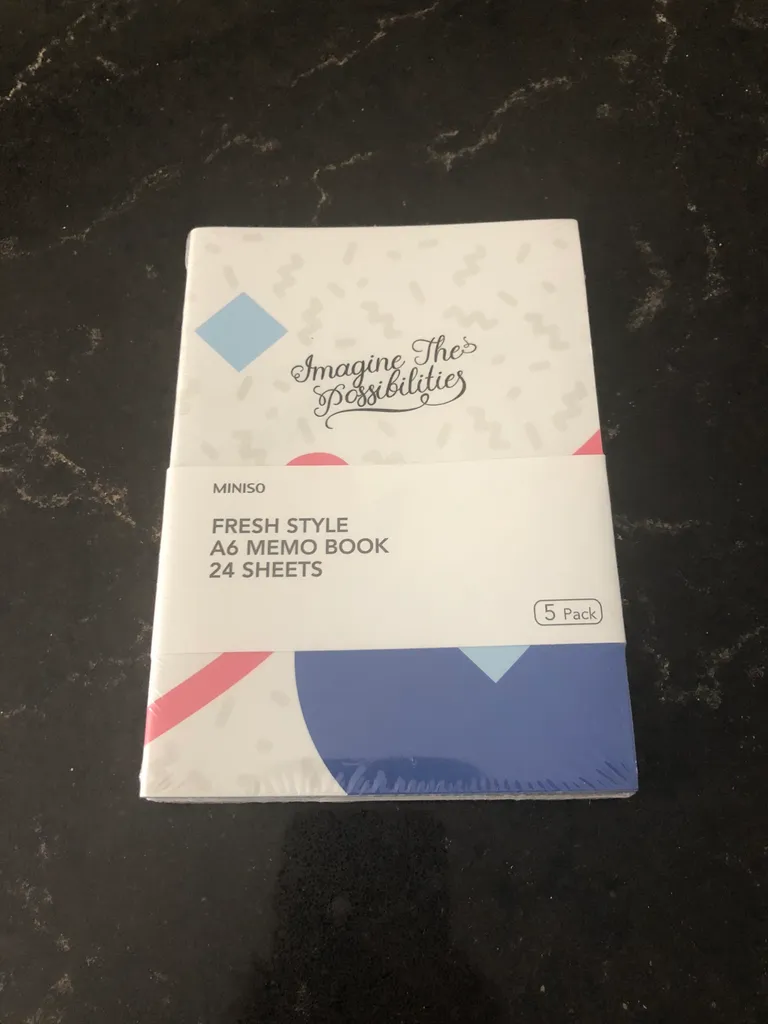 Imagine The
Possibilities
MINISO
FRESH STYLE
A6 MEMO BOOK
24 SHEETS
5 Pack